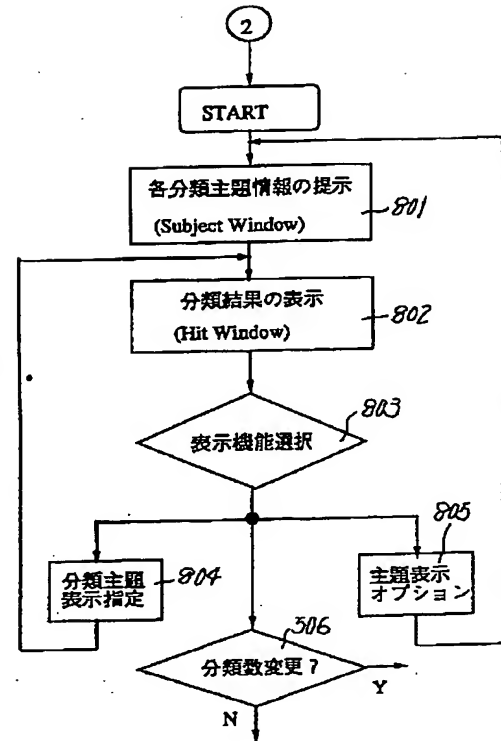 2
START
各分類主題情報の提示
(Subject Window)
801
分類結果の表示
(Hit Window)
802
803
表示機能選択
分類主題
表示指定
804
805
主題表示
オプション
306
分類数変更？
Y
N